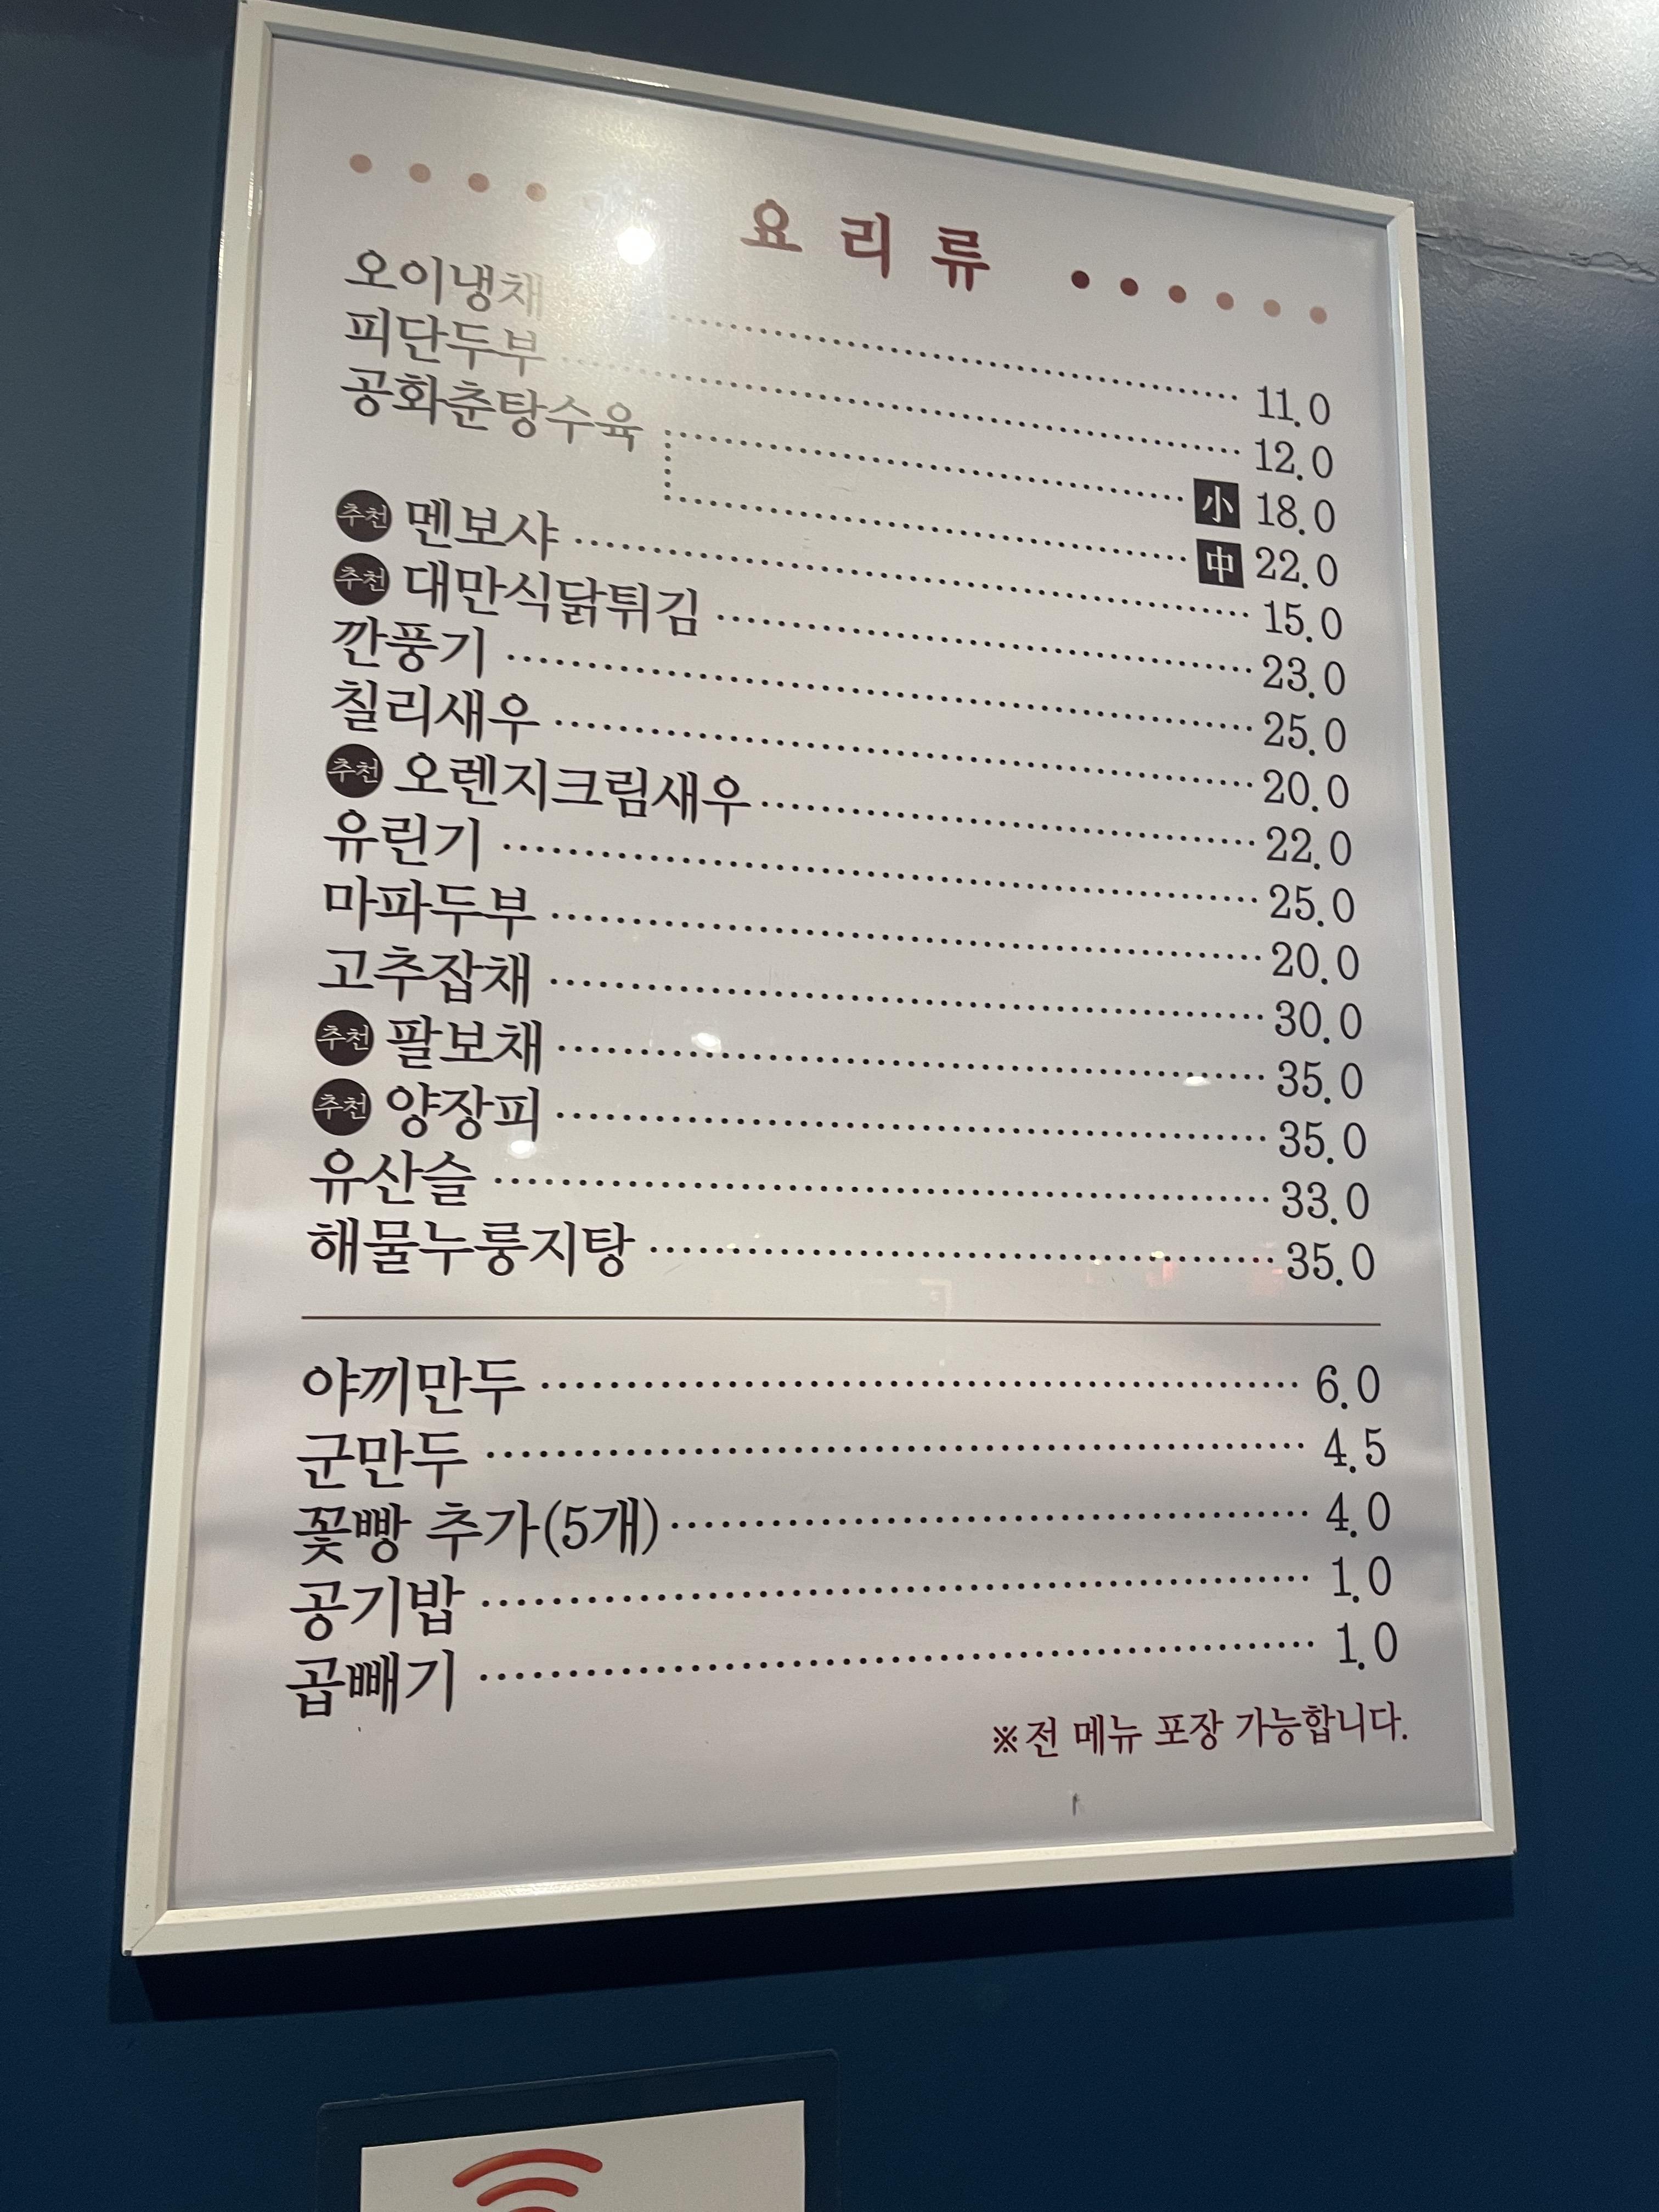 요리류
오이냉채 11.0
피단두부 12.0
공화춘탕수육 小 18.0
中 22.0
추천 멘보샤 15.0
추천 대만식닭튀김 23.0
깐풍기 25.0
칠리새우 20.0
추천 오렌지크림새우 22.0
유린기 25.0
마파두부 20.0
고추잡채 30.0
추천 팔보채 35.0
추천 양장피 35.0
유산슬 33.0
해물누룽지탕 35.0
야끼만두 6.0
군만두 4.5
꽃빵 추가(5개) 4.0
공기밥 1.0
곱빼기 1.0
※전 메뉴 포장 가능합니다.